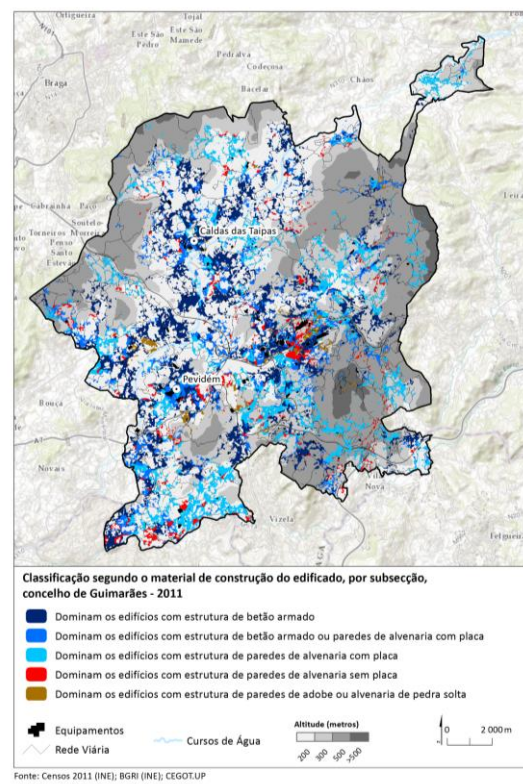 Ortigueira
Tojál
Este São Pedro
Este São Mamede
Pedralva
Braga
Codeçosa
Chãos
Bacelar
Caldas das Taipas
Pevidém
Bouça
A7
Novais
Vila Nova
Vizela
Felgueiras
Classificação segundo o material de construção do edificado, por subsecção,
concelho de Guimarães - 2011
Dominam os edifícios com estrutura de betão armado
Dominam os edifícios com estrutura de betão armado ou paredes de alvenaria com placa
Dominam os edifícios com estrutura de paredes de alvenaria com placa
Dominam os edifícios com estrutura de paredes de alvenaria sem placa
Dominam os edifícios com estrutura de paredes de adobe ou alvenaria de pedra solta
Equipamentos
Rede Viária
Cursos de Água
Altitude (metros)
200 300 500 >500
0 2 000 m
Fonte: Censos 2011 (INE); BGRI (INE); CEGOT.UP